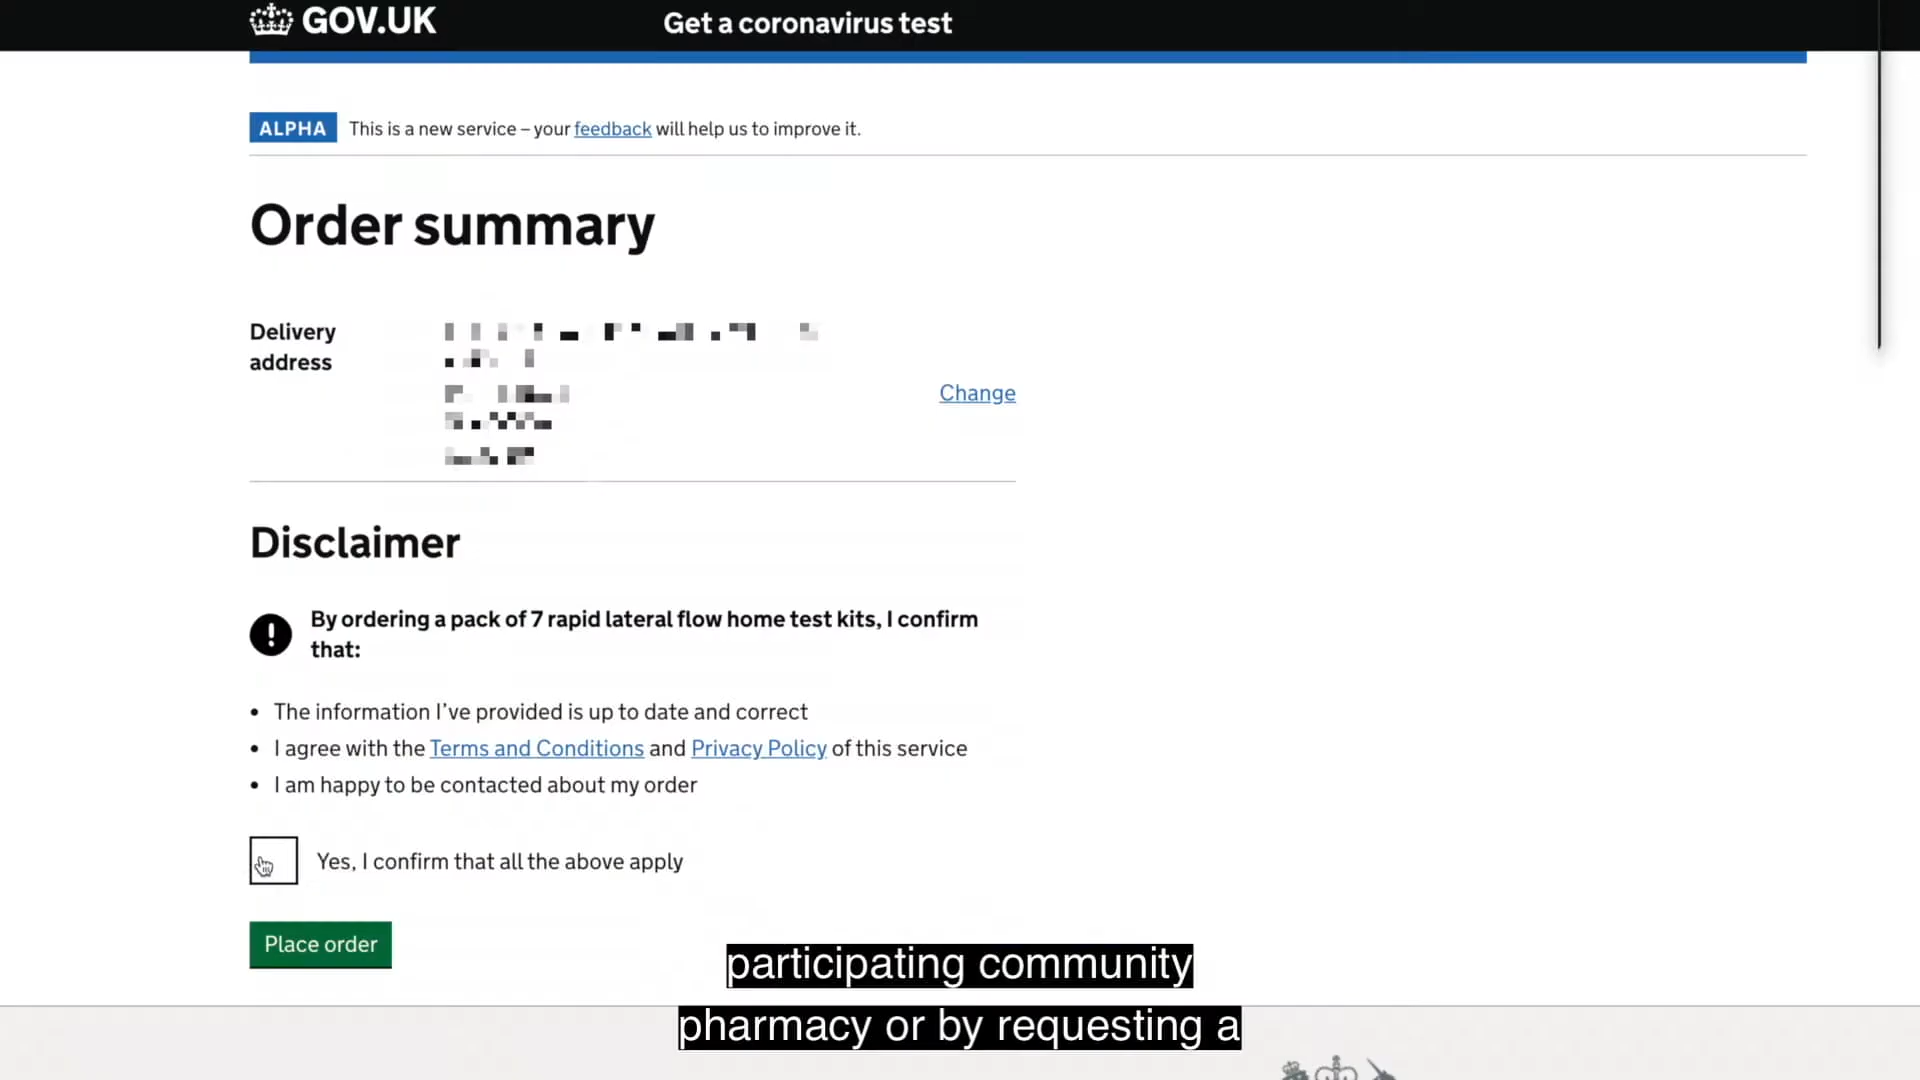 GOV.UK
Get a coronavirus test
ALPHA This is a new service – your feedback will help us to improve it.
Order summary
Delivery
address
Change
Disclaimer
! By ordering a pack of 7 rapid lateral flow home test kits, I confirm
that:
• The information I've provided is up to date and correct
• I agree with the Terms and Conditions and Privacy Policy of this service
• I am happy to be contacted about my order
Yes, I confirm that all the above apply
Place order
participating community
pharmacy or by requesting a